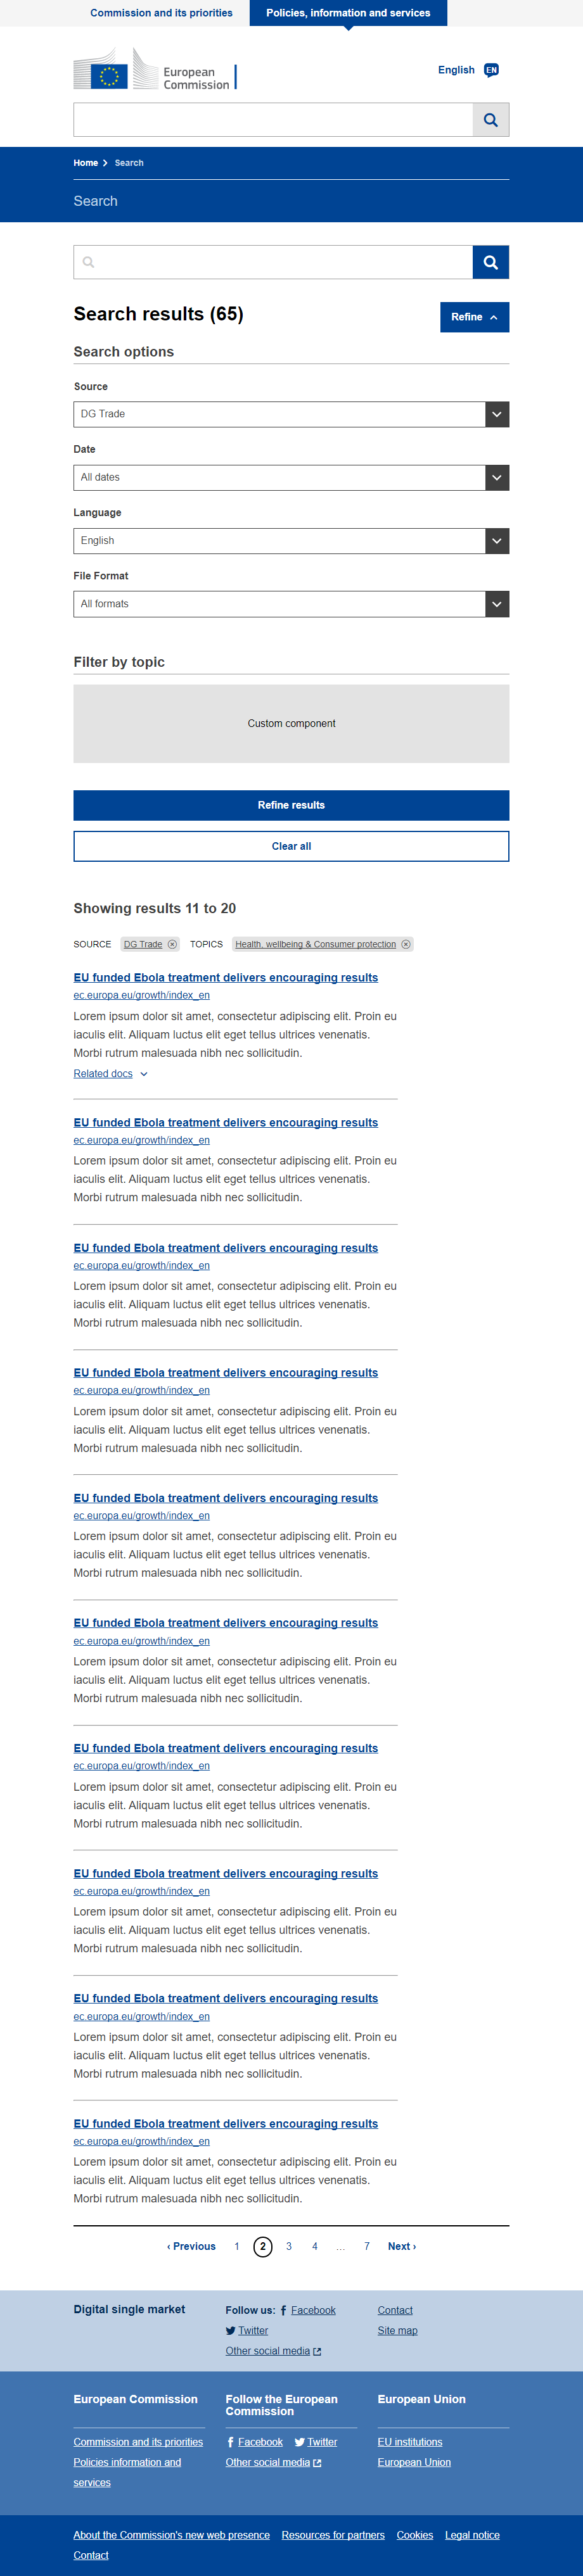 Commission and its priorities
Policies, information and services
European
Commission
English EN
Home Search
Search
Search results (65)
Refine
Search options
Source
DG Trade
Date
All dates
Language
English
File Format
All formats
Filter by topic
Custom component
Refine results
Clear all
Showing results 11 to 20
SOURCE DG Trade TOPICS Health, wellbeing & Consumer protection
EU funded Ebola treatment delivers encouraging results
ec.europa.eu/growth/index_en
Lorem ipsum dolor sit amet, consectetur adipiscing elit. Proin eu
iaculis elit. Aliquam luctus elit eget tellus ultrices venenatis.
Morbi rutrum malesuada nibh nec sollicitudin.
Related docs
EU funded Ebola treatment delivers encouraging results
ec.europa.eu/growth/index_en
Lorem ipsum dolor sit amet, consectetur adipiscing elit. Proin eu
iaculis elit. Aliquam luctus elit eget tellus ultrices venenatis.
Morbi rutrum malesuada nibh nec sollicitudin.
EU funded Ebola treatment delivers encouraging results
ec.europa.eu/growth/index_en
Lorem ipsum dolor sit amet, consectetur adipiscing elit. Proin eu
iaculis elit. Aliquam luctus elit eget tellus ultrices venenatis.
Morbi rutrum malesuada nibh nec sollicitudin.
EU funded Ebola treatment delivers encouraging results
ec.europa.eu/growth/index_en
Lorem ipsum dolor sit amet, consectetur adipiscing elit. Proin eu
iaculis elit. Aliquam luctus elit eget tellus ultrices venenatis.
Morbi rutrum malesuada nibh nec sollicitudin.
EU funded Ebola treatment delivers encouraging results
ec.europa.eu/growth/index_en
Lorem ipsum dolor sit amet, consectetur adipiscing elit. Proin eu
iaculis elit. Aliquam luctus elit eget tellus ultrices venenatis.
Morbi rutrum malesuada nibh nec sollicitudin.
EU funded Ebola treatment delivers encouraging results
ec.europa.eu/growth/index_en
Lorem ipsum dolor sit amet, consectetur adipiscing elit. Proin eu
iaculis elit. Aliquam luctus elit eget tellus ultrices venenatis.
Morbi rutrum malesuada nibh nec sollicitudin.
EU funded Ebola treatment delivers encouraging results
ec.europa.eu/growth/index_en
Lorem ipsum dolor sit amet, consectetur adipiscing elit. Proin eu
iaculis elit. Aliquam luctus elit eget tellus ultrices venenatis.
Morbi rutrum malesuada nibh nec sollicitudin.
EU funded Ebola treatment delivers encouraging results
ec.europa.eu/growth/index_en
Lorem ipsum dolor sit amet, consectetur adipiscing elit. Proin eu
iaculis elit. Aliquam luctus elit eget tellus ultrices venenatis.
Morbi rutrum malesuada nibh nec sollicitudin.
EU funded Ebola treatment delivers encouraging results
ec.europa.eu/growth/index_en
Lorem ipsum dolor sit amet, consectetur adipiscing elit. Proin eu
iaculis elit. Aliquam luctus elit eget tellus ultrices venenatis.
Morbi rutrum malesuada nibh nec sollicitudin.
EU funded Ebola treatment delivers encouraging results
ec.europa.eu/growth/index_en
Lorem ipsum dolor sit amet, consectetur adipiscing elit. Proin eu
iaculis elit. Aliquam luctus elit eget tellus ultrices venenatis.
Morbi rutrum malesuada nibh nec sollicitudin.
‹ Previous 1 2 3 4 ... 7 Next ›
Digital single market
Follow us: Facebook
Twitter
Other social media
Contact
Site map
European Commission
Commission and its priorities
Policies information and
services
Follow the European
Commission
Facebook Twitter
Other social media
European Union
EU institutions
European Union
About the Commission's new web presence Resources for partners Cookies Legal notice
Contact